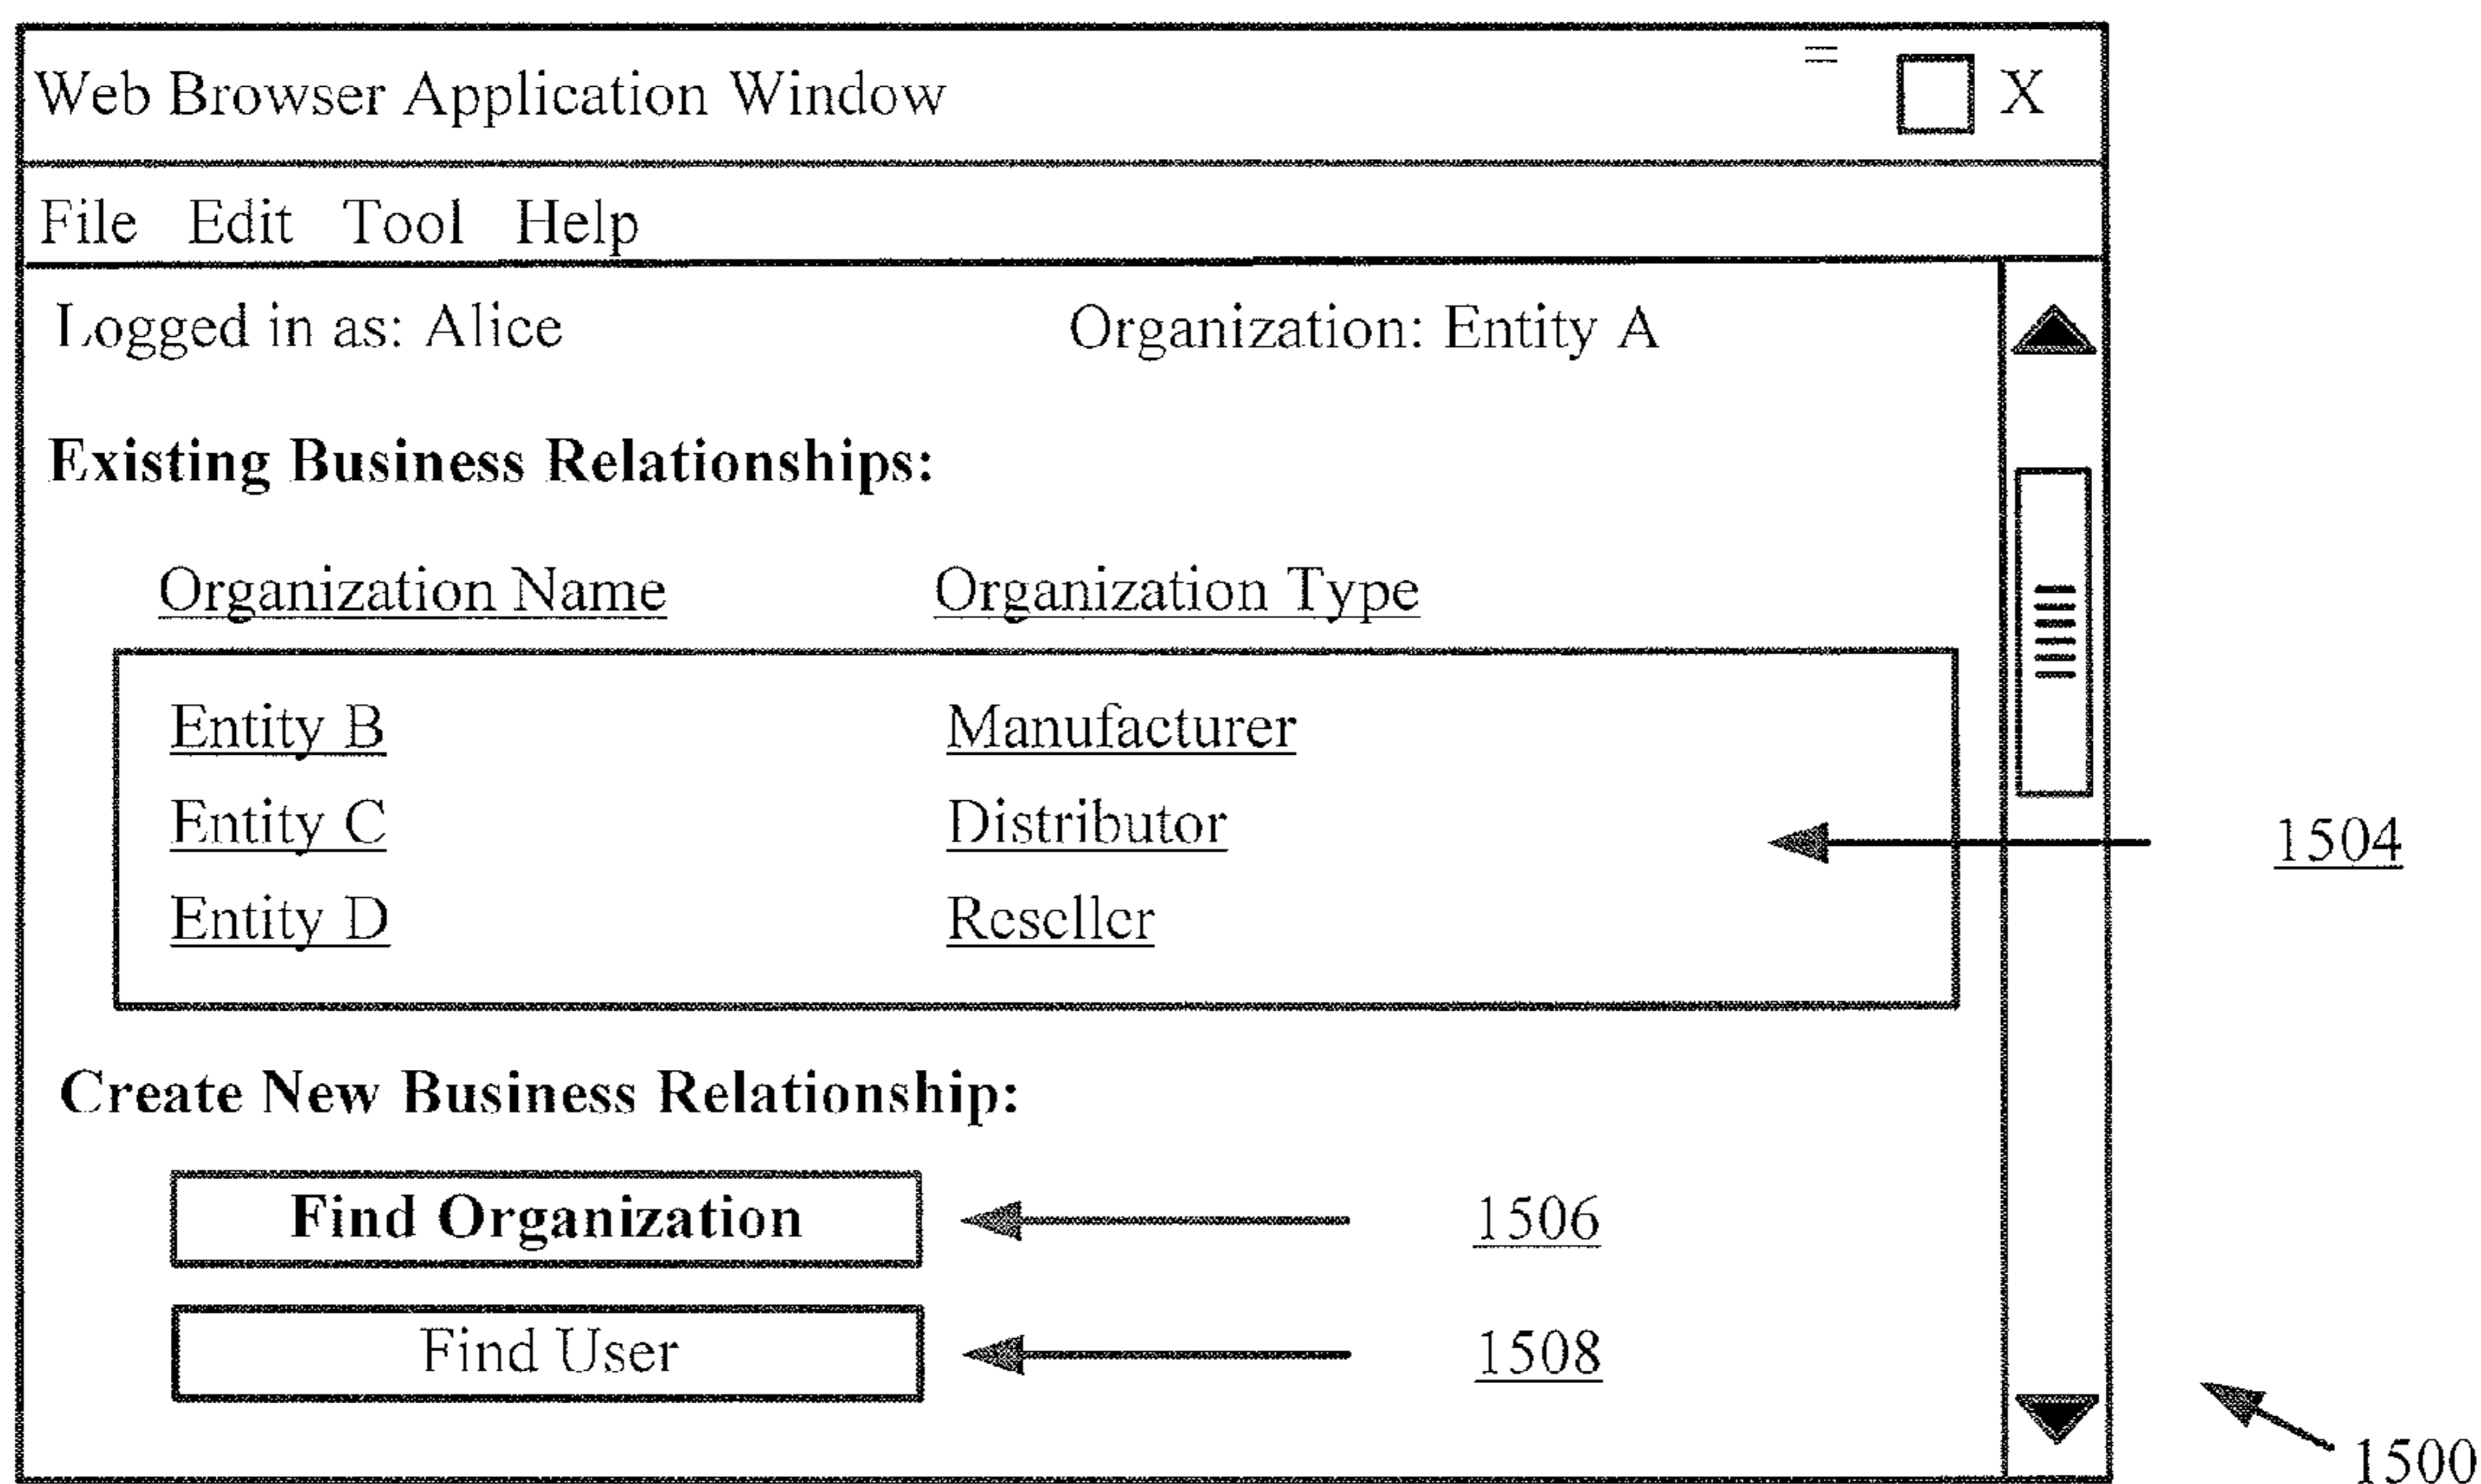 Web Browser Application Window X
File Edit Tool Help
Logged in as: Alice Organization: Entity A
Existing Business Relationships:
Organization Name Organization Type
Entity B Manufacturer
Entity C Distributor
1504
Entity D Reseller
Create New Business Relationship:
Find Organization 1506
Find User 1508
1500